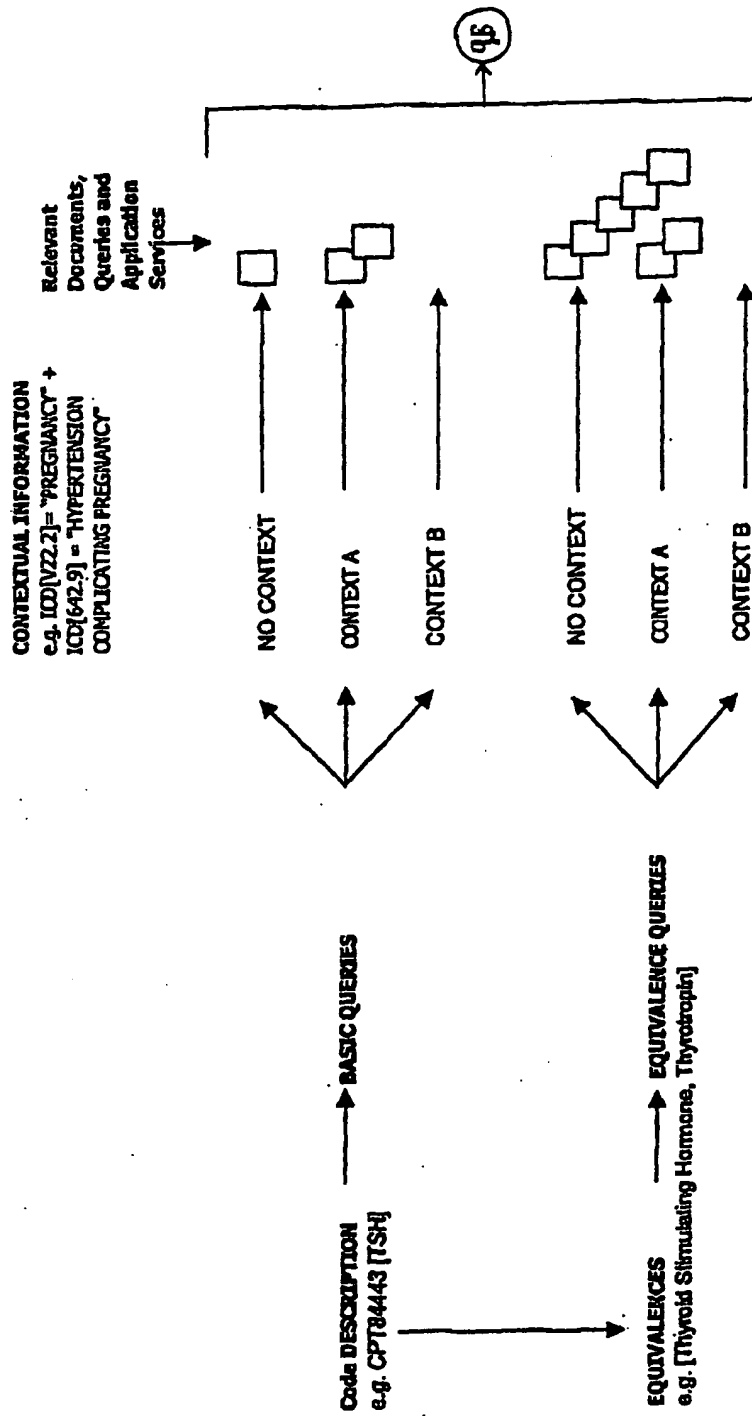 CONTEXTUAL INFORMATION
e.g. ICD[V22.2]= "PREGNANCY" +
ICD[642.9] = "HYPERTENSION
COMPLICATING PREGNANCY"
Relevant
Documents,
Queries and
Application
Services
Code DESCRIPTION
e.g. CPT84443 [TSH]
BASIC QUERIES
NO CONTEXT
CONTEXT A
CONTEXT B
EQUIVALENCES
e.g. [Thyroid Stimulating Hormone, Thyrotropin]
EQUIVALENCE QUERIES
NO CONTEXT
CONTEXT A
CONTEXT B